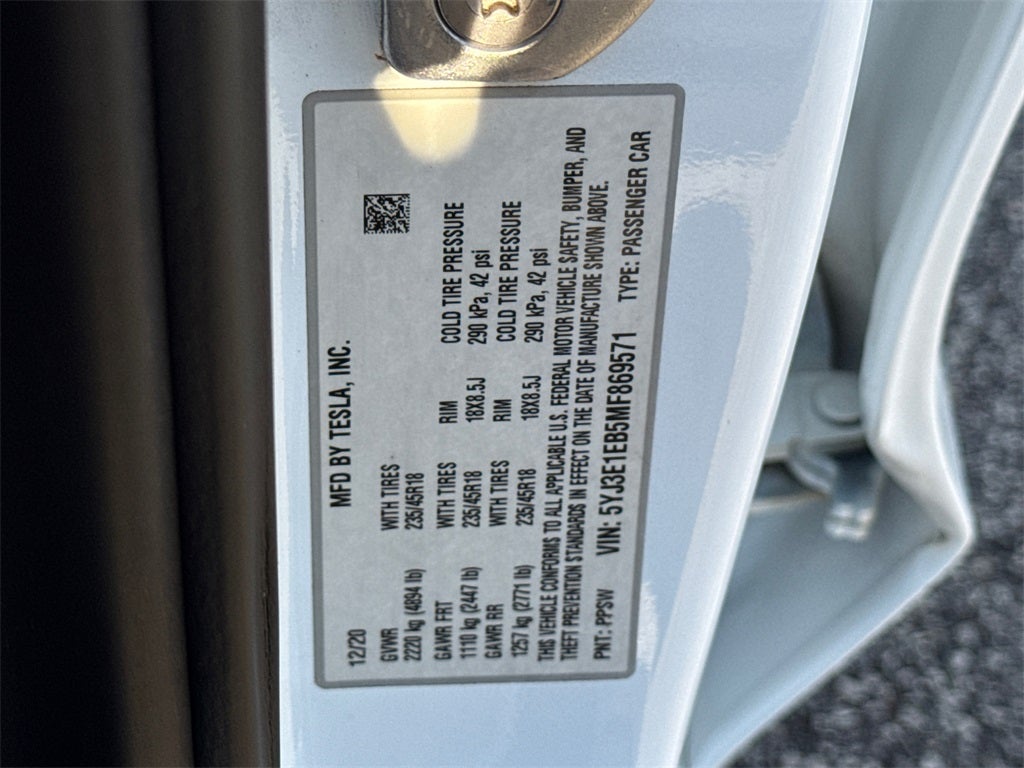 MFD BY TESLA, INC.
12/20
GVWR WITH TIRES
2220 kg (4894 lb) 235/45R18
GAWR FRT WITH TIRES RIM COLD TIRE PRESSURE
1110 kg (2447 lb) 235/45R18 18X8.5J 290 kPa, 42 psi
GAWR RR WITH TIRES RIM COLD TIRE PRESSURE
1257 kg (2771 lb) 235/45R18 18X8.5J 290 kPa, 42 psi
THIS VEHICLE CONFORMS TO ALL APPLICABLE U.S. FEDERAL MOTOR VEHICLE SAFETY, BUMPER, AND
THEFT PREVENTION STANDARDS IN EFFECT ON THE DATE OF MANUFACTURE SHOWN ABOVE.
PNT: PPSW VIN: 5YJ3E1EB5MF869571 TYPE: PASSENGER CAR